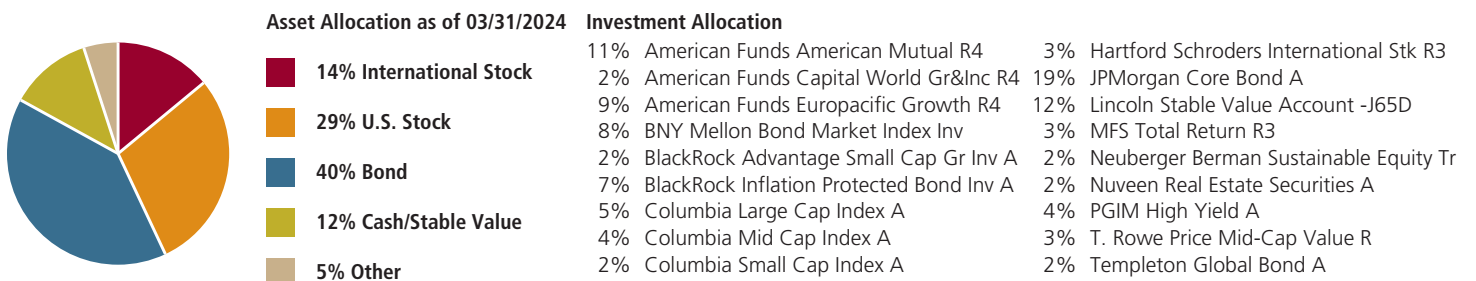 Asset Allocation as of 03/31/2024
14% International Stock
29% U.S. Stock
40% Bond
12% Cash/Stable Value
5% Other
Investment Allocation
11% American Funds American Mutual R4
2% American Funds Capital World Gr&Inc R4
9% American Funds Europacific Growth R4
8% BNY Mellon Bond Market Index Inv
2% BlackRock Advantage Small Cap Gr Inv A
7% BlackRock Inflation Protected Bond Inv A
5% Columbia Large Cap Index A
4% Columbia Mid Cap Index A
2% Columbia Small Cap Index A
3% Hartford Schroders International Stk R3
19% JPMorgan Core Bond A
12% Lincoln Stable Value Account -J65D
3% MFS Total Return R3
2% Neuberger Berman Sustainable Equity Tr
2% Nuveen Real Estate Securities A
4% PGIM High Yield A
3% T. Rowe Price Mid-Cap Value R
2% Templeton Global Bond A